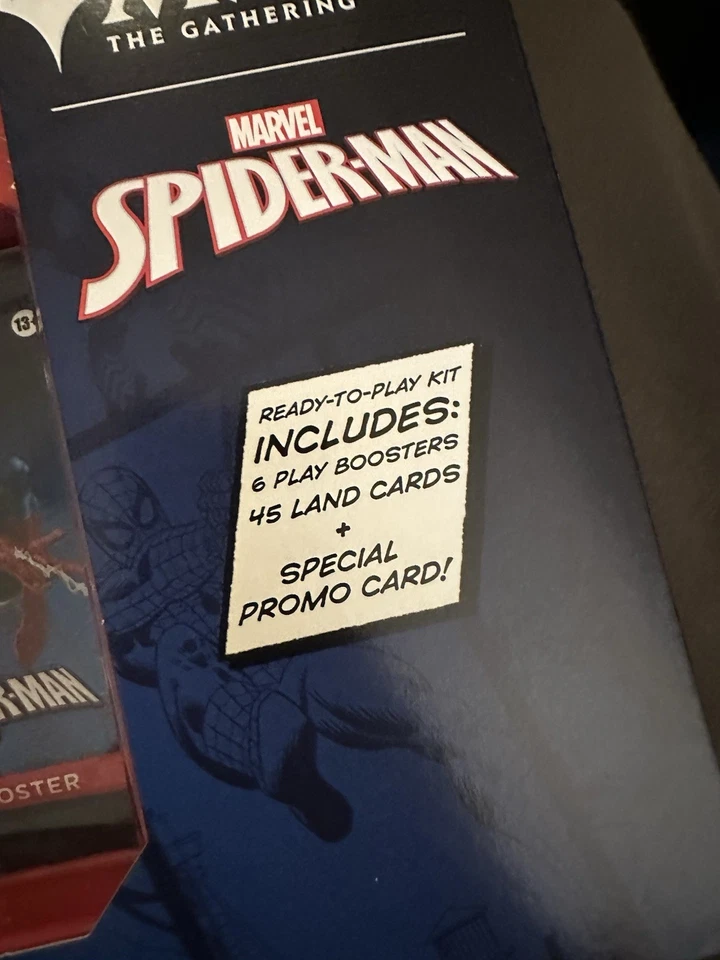 THE GATHERING
MARVEL
SPIDER-MAN
13+
READY-TO-PLAY KIT
INCLUDES:
6 PLAY BOOSTERS
45 LAND CARDS
+
SPECIAL
PROMO CARD!
R-MAN
OSTER